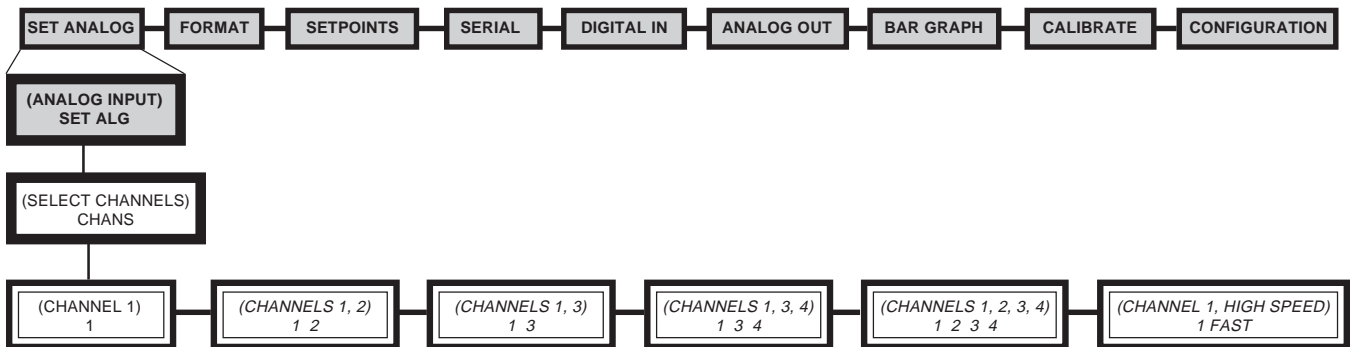 SET ANALOG FORMAT SETPOINTS SERIAL DIGITAL IN ANALOG OUT BAR GRAPH CALIBRATE CONFIGURATION
(ANALOG INPUT)
SET ALG
(SELECT CHANNELS)
CHANS
(CHANNEL 1) (CHANNELS 1, 2) (CHANNELS 1, 3) (CHANNELS 1, 3, 4) (CHANNELS 1, 2, 3, 4) (CHANNEL 1, HIGH SPEED)
1 1 2 1 3 1 3 4 1 2 3 4 1 FAST